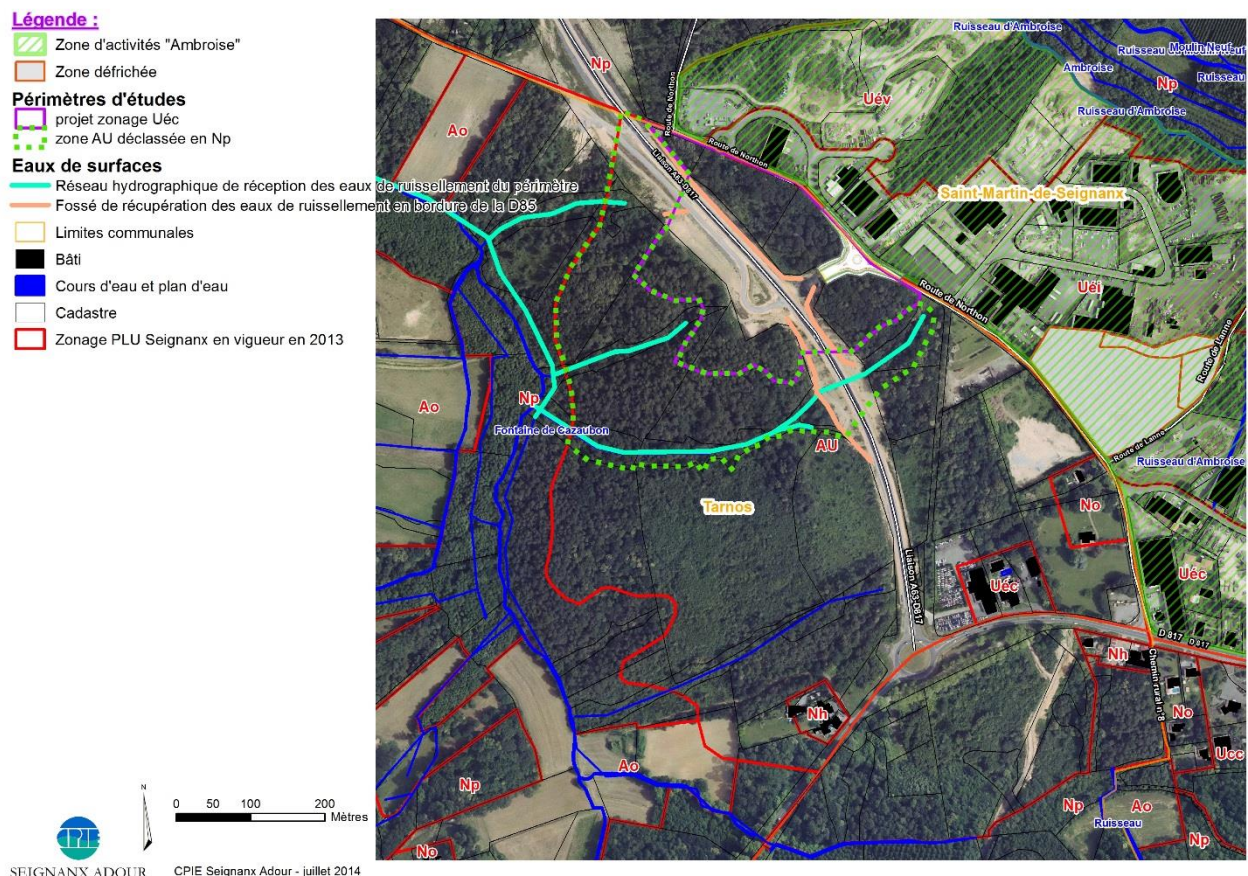 Légende :
Zone d'activités "Ambroise"
Zone défrichée
Périmètres d'études
projet zonage Uéc
zone AU déclassée en Np
Eaux de surfaces
Réseau hydrographique de réception des eaux de ruissellement du périmètre
Fossé de récupération des eaux de ruissellement en bordure de la D85
Limites communales
Bâti
Cours d'eau et plan d'eau
Cadastre
Zonage PLU Seignanx en vigueur en 2013
N
0 50 100 200
Mètres
CPIE
SEIGNANX ADOUR
CPIE Seignanx Adour - juillet 2014
Ruisseau d'Ambroise
Moulin Neuf
Ruisseau
Ambroise
Np
Np
Route de Northon
Uév
Ruisseau d'Ambroise
Ao
Liaison A63-D817
Route de Northon
Saint-Martin-de-Seignanx
Uëi
Route de Northon
Route de Lanne
Np
Ao
Fontaine de Cazaubon
AU
Route de Lanne
Ruisseau d'Ambroise
Tarnos
No
Liaison A63-D817
Uéc
Uéc
D 817
D817
Nh
Chemin rural n°8
Nh
No
Ucc
Ao
Np
Np
Ao
Ruisseau
Np
No